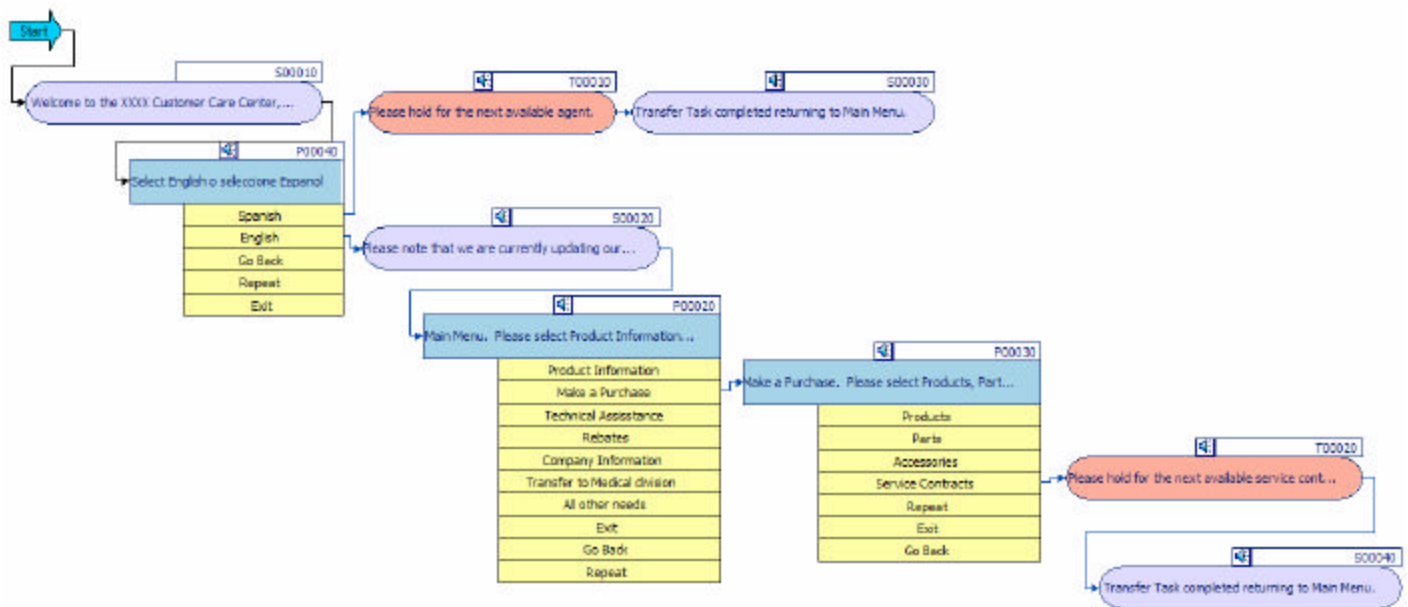 Start
S00010
Welcome to the XXXX Customer Care Center,...
T00010
Please hold for the next available agent.
S00030
Transfer Task completed returning to Main Menu.
P00040
Select English o seleccione Espanol
Spanish
English
Go Back
Repeat
Exit
S00020
Please note that we are currently updating our...
P00020
Main Menu. Please select Product Information...
Product Information
Make a Purchase
Technical Assisstance
Rebates
Company Information
Transfer to Medical division
All other needs
Exit
Go Back
Repeat
P00030
Make a Purchase. Please select Products, Part...
Products
Parts
Accessories
Service Contracts
Repeat
Exit
Go Back
T00020
Please hold for the next available service cont...
S00040
Transfer Task completed returning to Main Menu.